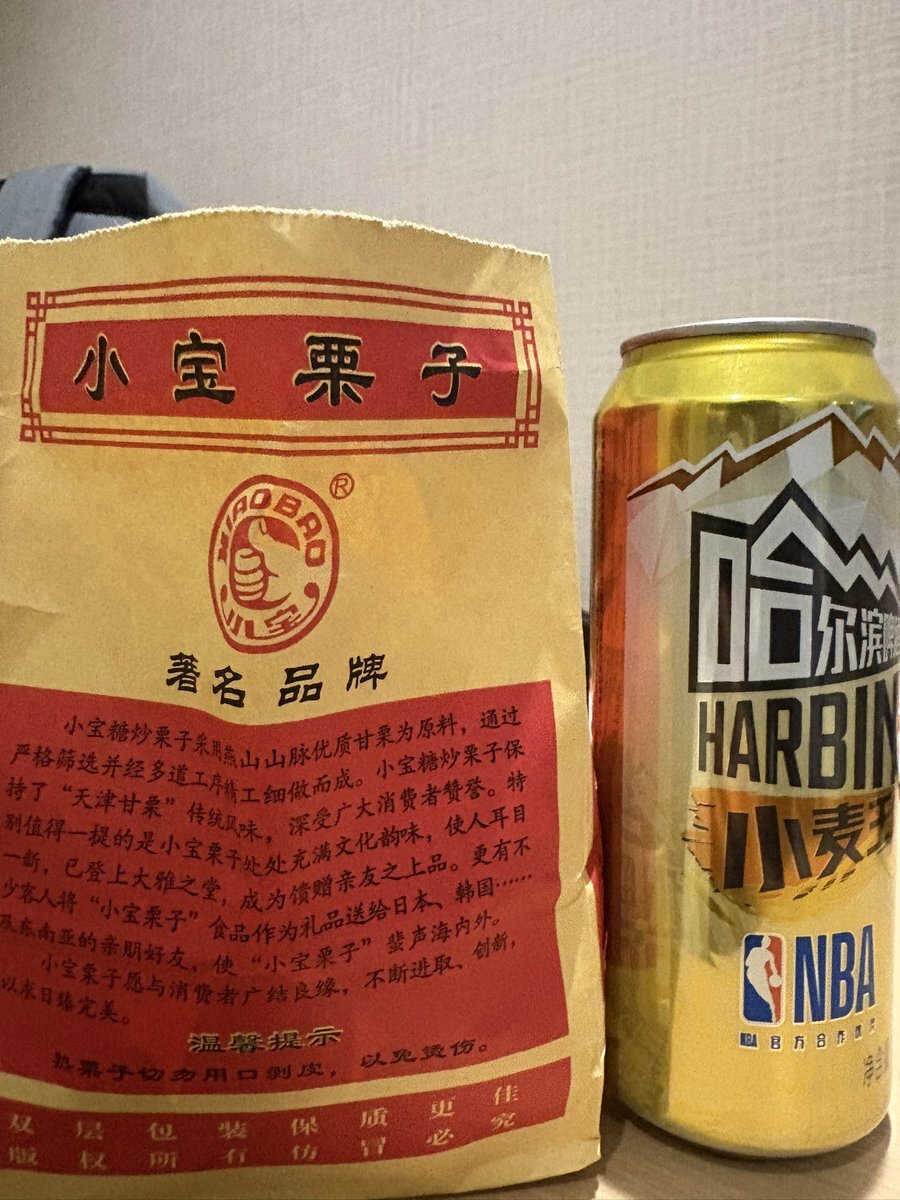 小宝栗子
®
XIAOBAO
小宝
著名品牌
小宝糖炒栗子采用燕山山脉优质甘栗为原料，通过
严格筛选并经多道工序精工细做而成。小宝糖炒栗子保
持了“天津甘栗”传统风味，深受广大消费者赞誉。特
别值得一提的是小宝栗子处处充满文化韵味，使人耳目
一新，已登上大雅之堂，成为馈赠亲友之上品。更有不
少客人将“小宝栗子”食品作为礼品送给日本、韩国……
及东南亚的亲朋好友，使“小宝栗子”蜚声海内外。
小宝栗子愿与消费者广结良缘，不断进取、创新，
以求日臻完美。
温馨提示
热栗子切勿用口剥皮，以免烫伤。
双层包装保质更佳
版权所有仿冒必究
哈尔滨啤
HARBIN
小麦王
NBA
NBA 官方合作
净含